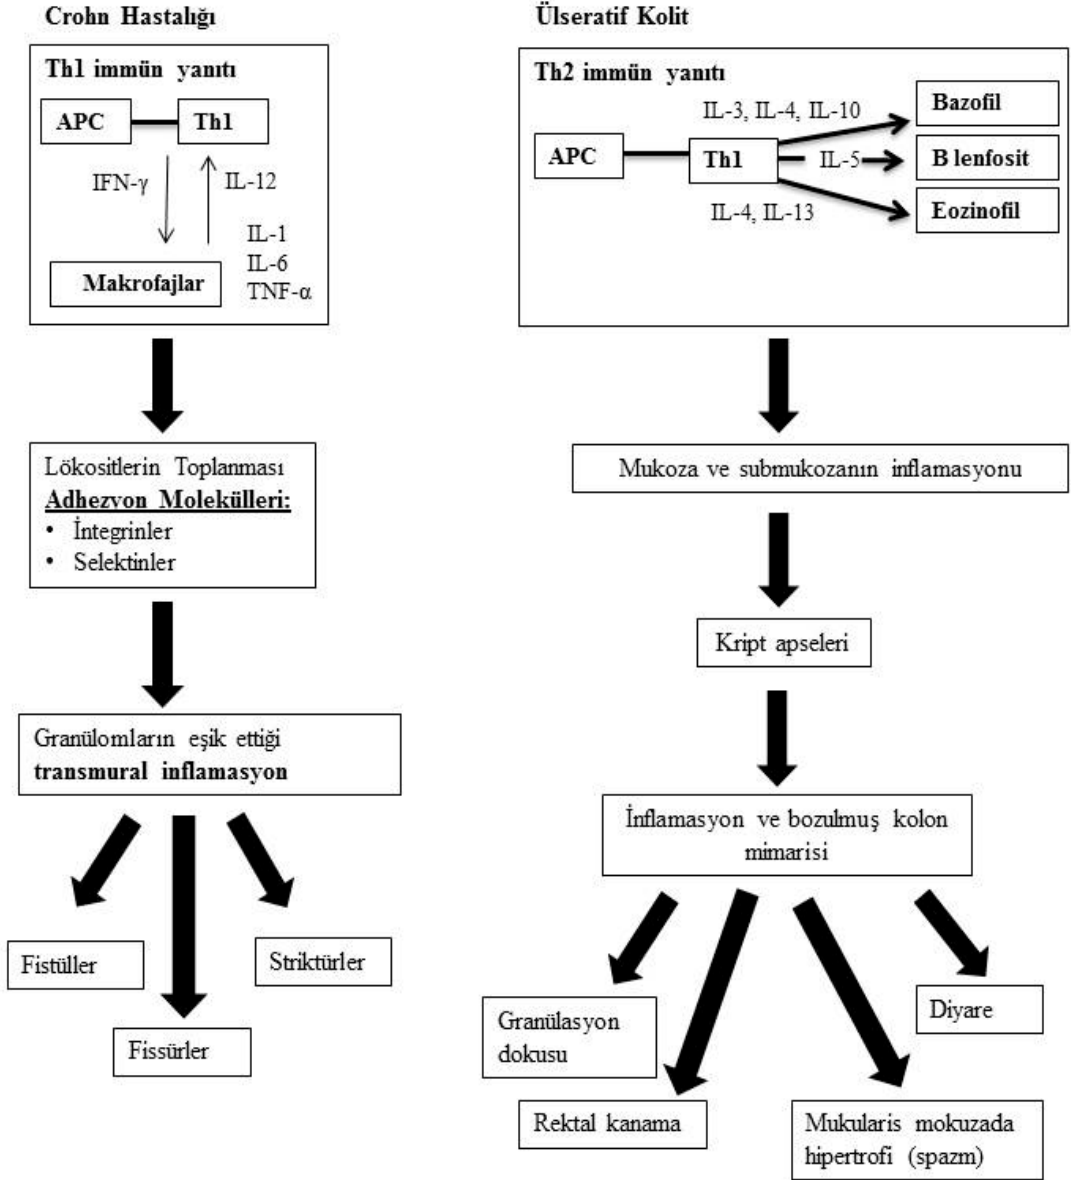 Crohn Hastalığı
Th1 immün yanıtı
APC
Th1
IFN-γ
IL-12
IL-1
IL-6
TNF-α
Makrofajlar
Lökositlerin Toplanması
Adhezyon Molekülleri:
• İntegrinler
• Selektinler
Granülomların eşik ettiği
transmural inflamasyon
Fistüller
Striktürler
Fissürler
Ülseratif Kolit
Th2 immün yanıtı
APC
Th1
IL-3, IL-4, IL-10
IL-5
IL-4, IL-13
Bazofil
B lenfosit
Eozinofil
Mukoza ve submukozanın inflamasyonu
Kript apseleri
İnflamasyon ve bozulmuş kolon
mimarisi
Granülasyon
dokusu
Rektal kanama
Mukularis mokuzada
hipertrofi (spazm)
Diyare